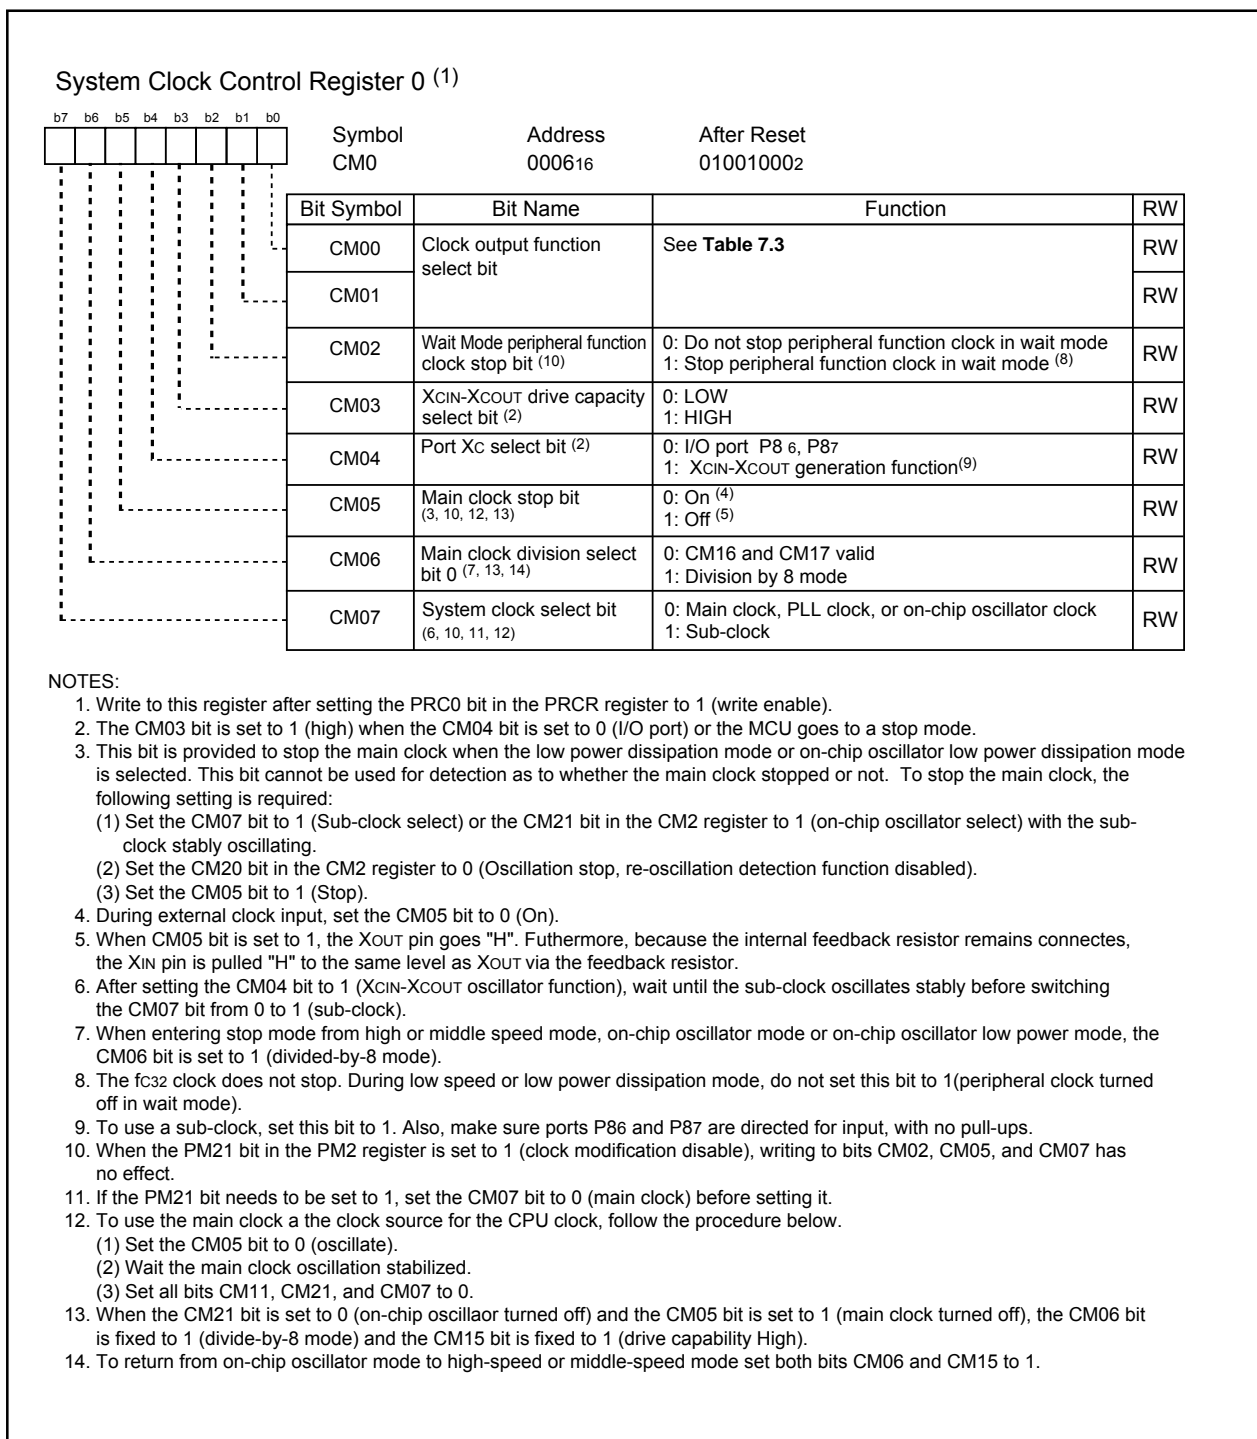 System Clock Control Register 0 (1)
b7 b6 b5 b4 b3 b2 b1 b0
Symbol Address After Reset
CM0 000616 010010002
Bit Symbol Bit Name Function RW
CM00 Clock output function select bit See Table 7.3 RW
CM01 RW
CM02 Wait Mode peripheral function clock stop bit (10) 0: Do not stop peripheral function clock in wait mode RW
1: Stop peripheral function clock in wait mode (8)
CM03 XCIN-XCOUT drive capacity select bit (2) 0: LOW RW
1: HIGH
CM04 Port XC select bit (2) 0: I/O port P8 6, P87 RW
1: XCIN-XCOUT generation function(9)
CM05 Main clock stop bit (3, 10, 12, 13) 0: On (4) RW
1: Off (5)
CM06 Main clock division select bit 0 (7, 13, 14) 0: CM16 and CM17 valid RW
1: Division by 8 mode
CM07 System clock select bit (6, 10, 11, 12) 0: Main clock, PLL clock, or on-chip oscillator clock RW
1: Sub-clock
NOTES:
1. Write to this register after setting the PRC0 bit in the PRCR register to 1 (write enable).
2. The CM03 bit is set to 1 (high) when the CM04 bit is set to 0 (I/O port) or the MCU goes to a stop mode.
3. This bit is provided to stop the main clock when the low power dissipation mode or on-chip oscillator low power dissipation mode
is selected. This bit cannot be used for detection as to whether the main clock stopped or not. To stop the main clock, the
following setting is required:
(1) Set the CM07 bit to 1 (Sub-clock select) or the CM21 bit in the CM2 register to 1 (on-chip oscillator select) with the sub-
clock stably oscillating.
(2) Set the CM20 bit in the CM2 register to 0 (Oscillation stop, re-oscillation detection function disabled).
(3) Set the CM05 bit to 1 (Stop).
4. During external clock input, set the CM05 bit to 0 (On).
5. When CM05 bit is set to 1, the XOUT pin goes "H". Futhermore, because the internal feedback resistor remains connectes,
the XIN pin is pulled "H" to the same level as XOUT via the feedback resistor.
6. After setting the CM04 bit to 1 (XCIN-XCOUT oscillator function), wait until the sub-clock oscillates stably before switching
the CM07 bit from 0 to 1 (sub-clock).
7. When entering stop mode from high or middle speed mode, on-chip oscillator mode or on-chip oscillator low power mode, the
CM06 bit is set to 1 (divided-by-8 mode).
8. The fC32 clock does not stop. During low speed or low power dissipation mode, do not set this bit to 1(peripheral clock turned
off in wait mode).
9. To use a sub-clock, set this bit to 1. Also, make sure ports P86 and P87 are directed for input, with no pull-ups.
10. When the PM21 bit in the PM2 register is set to 1 (clock modification disable), writing to bits CM02, CM05, and CM07 has
no effect.
11. If the PM21 bit needs to be set to 1, set the CM07 bit to 0 (main clock) before setting it.
12. To use the main clock a the clock source for the CPU clock, follow the procedure below.
(1) Set the CM05 bit to 0 (oscillate).
(2) Wait the main clock oscillation stabilized.
(3) Set all bits CM11, CM21, and CM07 to 0.
13. When the CM21 bit is set to 0 (on-chip oscillaor turned off) and the CM05 bit is set to 1 (main clock turned off), the CM06 bit
is fixed to 1 (divide-by-8 mode) and the CM15 bit is fixed to 1 (drive capability High).
14. To return from on-chip oscillator mode to high-speed or middle-speed mode set both bits CM06 and CM15 to 1.